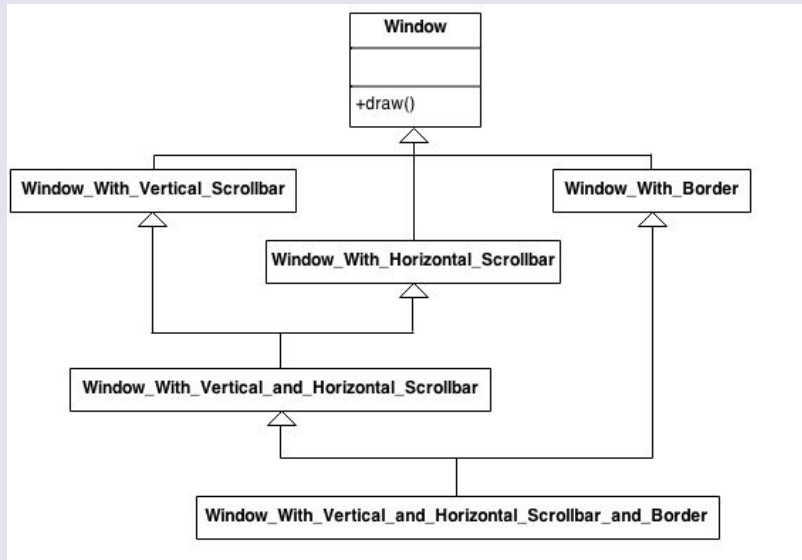 Window
+draw()
Window_With_Vertical_Scrollbar
Window_With_Border
Window_With_Horizontal_Scrollbar
Window_With_Vertical_and_Horizontal_Scrollbar
Window_With_Vertical_and_Horizontal_Scrollbar_and_Border